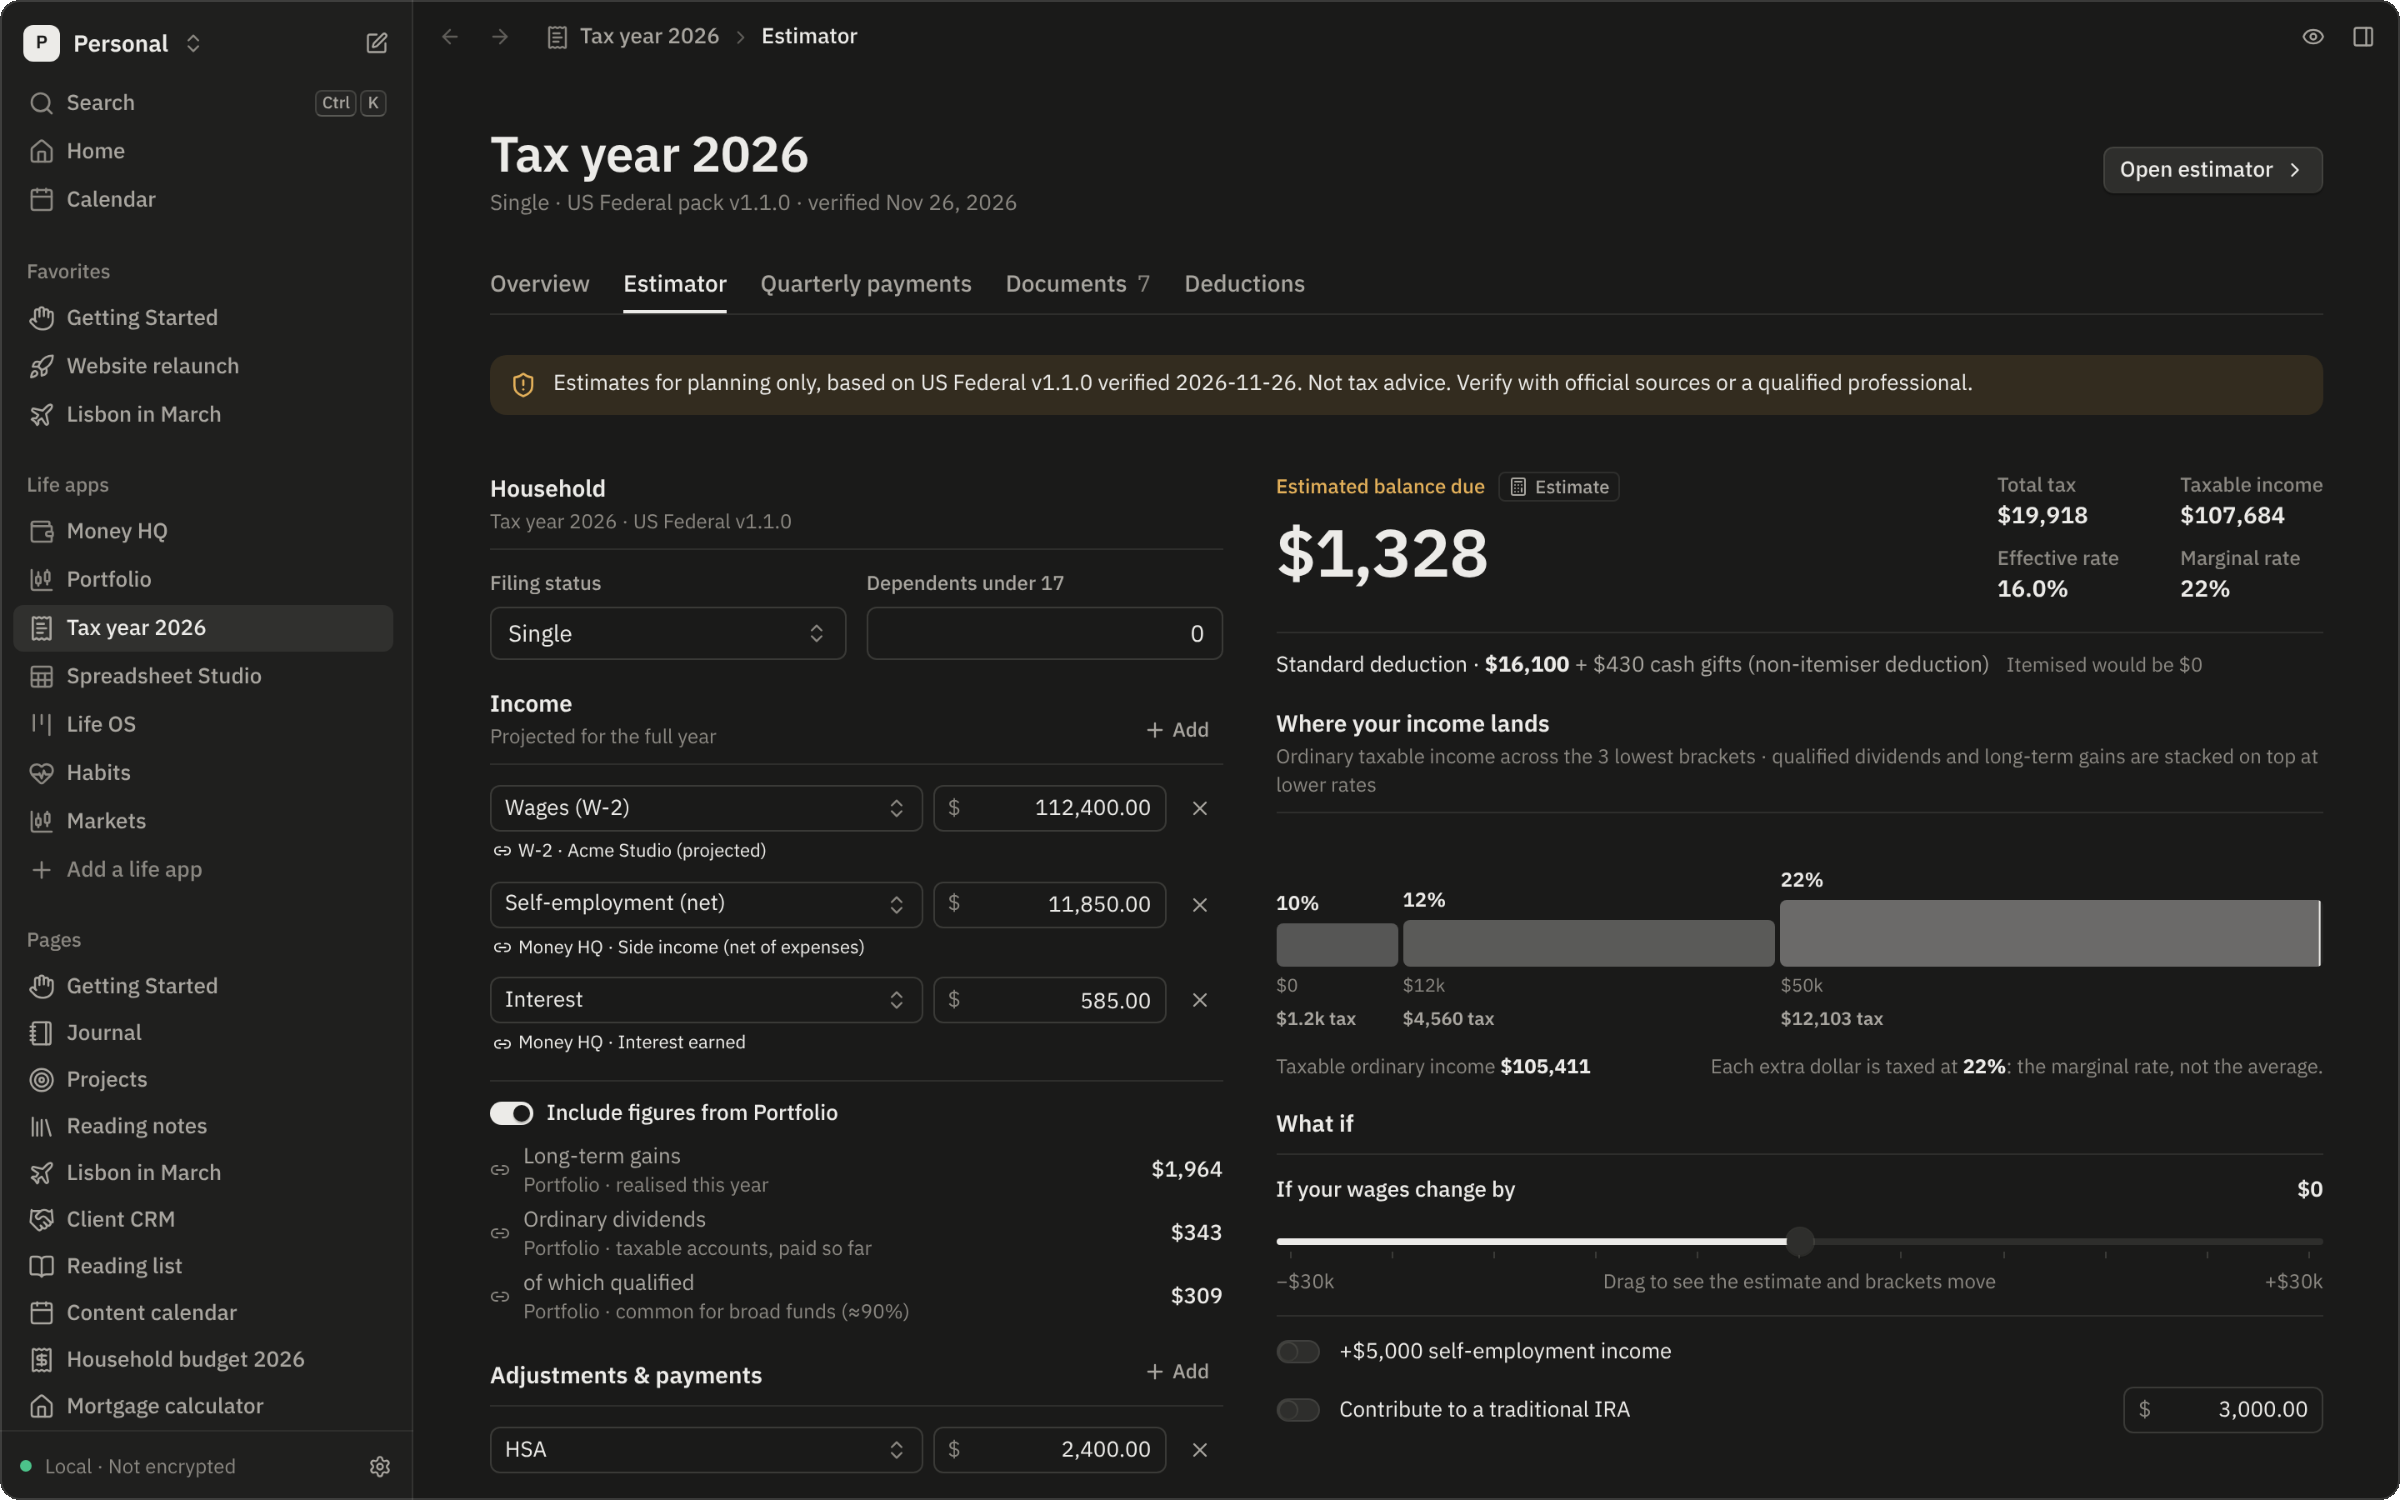 P Personal
Search Ctrl K
Home
Calendar
Favorites
Getting Started
Website relaunch
Lisbon in March
Life apps
Money HQ
Portfolio
Tax year 2026
Spreadsheet Studio
Life OS
Habits
Markets
Add a life app
Pages
Getting Started
Journal
Projects
Reading notes
Lisbon in March
Client CRM
Reading list
Content calendar
Household budget 2026
Mortgage calculator
Local · Not encrypted
Tax year 2026 > Estimator
Tax year 2026
Single · US Federal pack v1.1.0 · verified Nov 26, 2026
Open estimator
Overview Estimator Quarterly payments Documents 7 Deductions
Estimates for planning only, based on US Federal v1.1.0 verified 2026-11-26. Not tax advice. Verify with official sources or a qualified professional.
Household
Tax year 2026 · US Federal v1.1.0
Filing status Dependents under 17
Single 0
Income
Projected for the full year
+ Add
Wages (W-2) $ 112,400.00
W-2 · Acme Studio (projected)
Self-employment (net) $ 11,850.00
Money HQ · Side income (net of expenses)
Interest $ 585.00
Money HQ · Interest earned
Include figures from Portfolio
Long-term gains
Portfolio · realised this year
$1,964
Ordinary dividends
Portfolio · taxable accounts, paid so far
$343
of which qualified
Portfolio · common for broad funds (≈90%)
$309
Adjustments & payments + Add
HSA $ 2,400.00
Estimated balance due Estimate
$1,328
Total tax Taxable income
$19,918 $107,684
Effective rate Marginal rate
16.0% 22%
Standard deduction · $16,100 + $430 cash gifts (non-itemiser deduction) Itemised would be $0
Where your income lands
Ordinary taxable income across the 3 lowest brackets · qualified dividends and long-term gains are stacked on top at
lower rates
10% 12% 22%
$0 $12k $50k
$1.2k tax $4,560 tax $12,103 tax
Taxable ordinary income $105,411 Each extra dollar is taxed at 22%: the marginal rate, not the average.
What if
If your wages change by $0
−$30k Drag to see the estimate and brackets move +$30k
+$5,000 self-employment income
Contribute to a traditional IRA $ 3,000.00